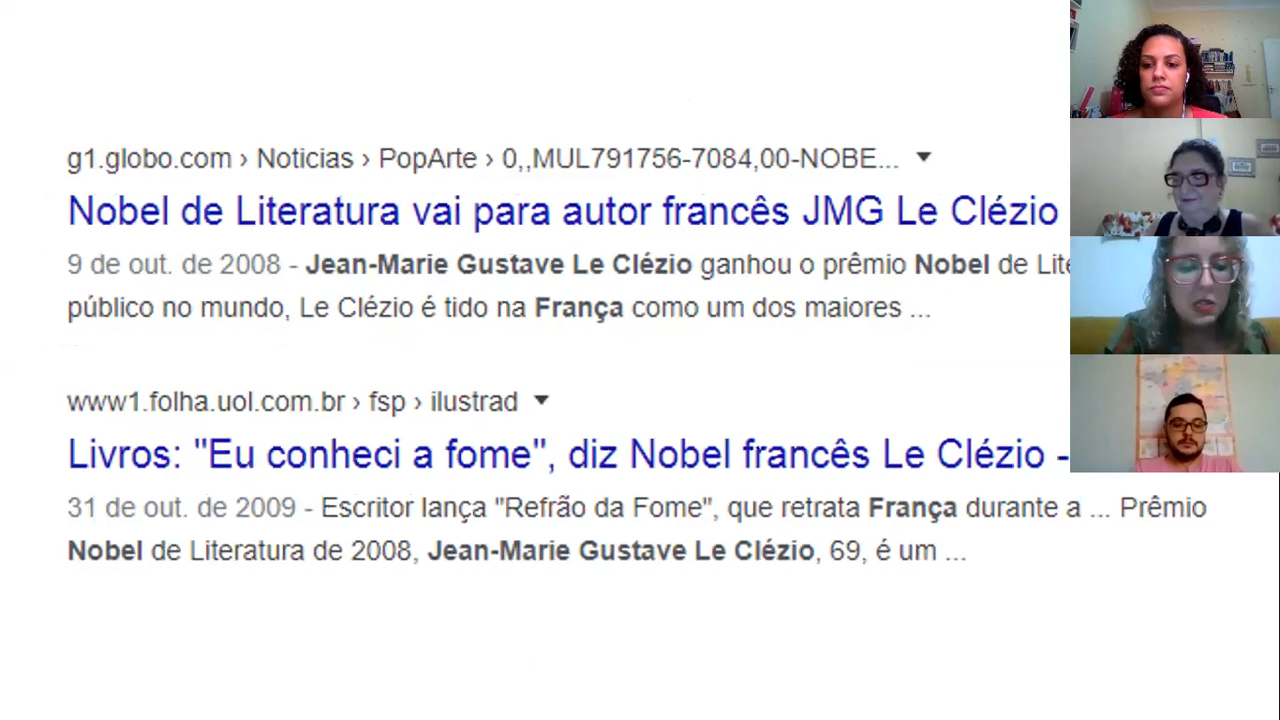 g1.globo.com › Noticias › PopArte › 0,,MUL791756-7084,00-NOBE...
Nobel de Literatura vai para autor francês JMG Le Clézio
9 de out. de 2008 - Jean-Marie Gustave Le Clézio ganhou o prêmio Nobel de
público no mundo, Le Clézio é tido na França como um dos maiores ...
www1.folha.uol.com.br › fsp › ilustrad
Livros: "Eu conheci a fome", diz Nobel francês Le Clézio -
31 de out. de 2009 - Escritor lança "Refrão da Fome", que retrata França durante a ... Prêmio
Nobel de Literatura de 2008, Jean-Marie Gustave Le Clézio, 69, é um ...